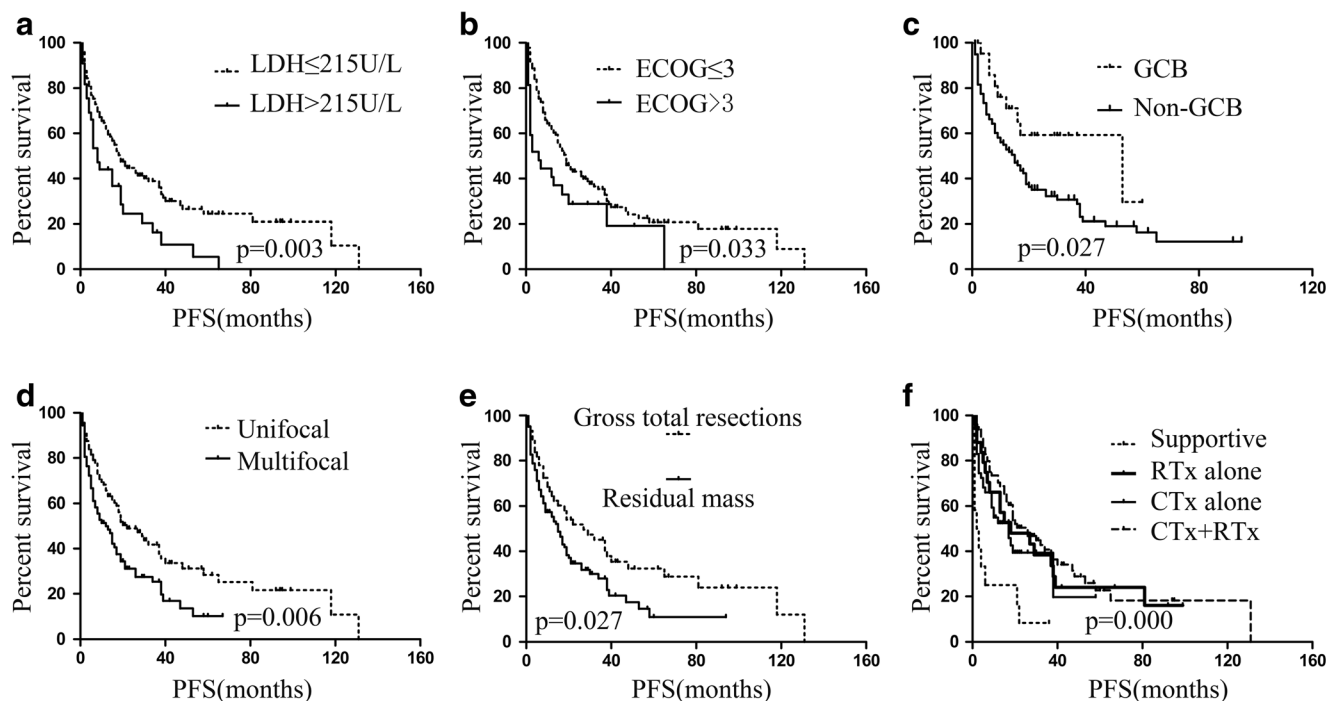 a
LDH≤215U/L
LDH>215U/L
Percent survival
100
80
60
40
20
0
p=0.003
0 40 80 120 160
PFS(months)
b
ECOG≤3
ECOG>3
Percent survival
100
80
60
40
20
0
p=0.033
0 40 80 120 160
PFS(months)
c
GCB
Non-GCB
Percent survival
100
80
60
40
20
0
p=0.027
0 40 80 120
PFS(months)
d
Unifocal
Multifocal
Percent survival
100
80
60
40
20
0
p=0.006
0 40 80 120 160
PFS(months)
e
Gross total resections
Residual mass
Percent survival
100
80
60
40
20
0
p=0.027
0 40 80 120 160
PFS(months)
f
Supportive
RTx alone
CTx alone
CTx+RTx
Percent survival
100
80
60
40
20
0
p=0.000
0 40 80 120 160
PFS(months)